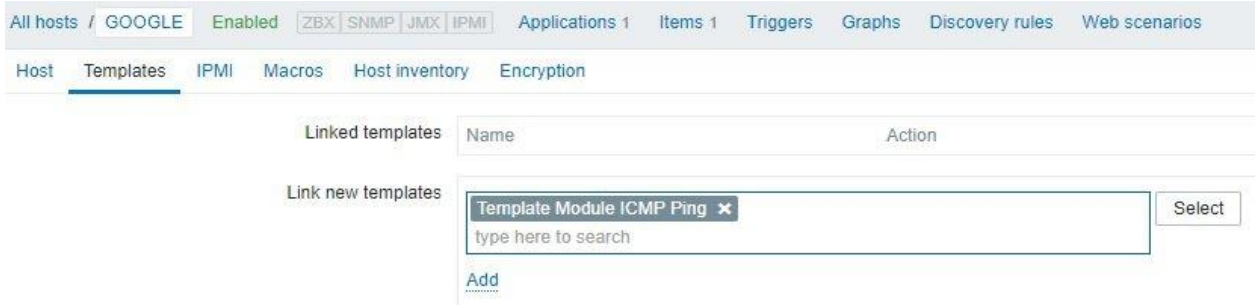 All hosts / GOOGLE Enabled ZBX SNMP JMX IPMI Applications 1 Items 1 Triggers Graphs Discovery rules Web scenarios
Host Templates IPMI Macros Host inventory Encryption
Linked templates Name Action
Link new templates
Template Module ICMP Ping ✖ Select
type here to search
Add